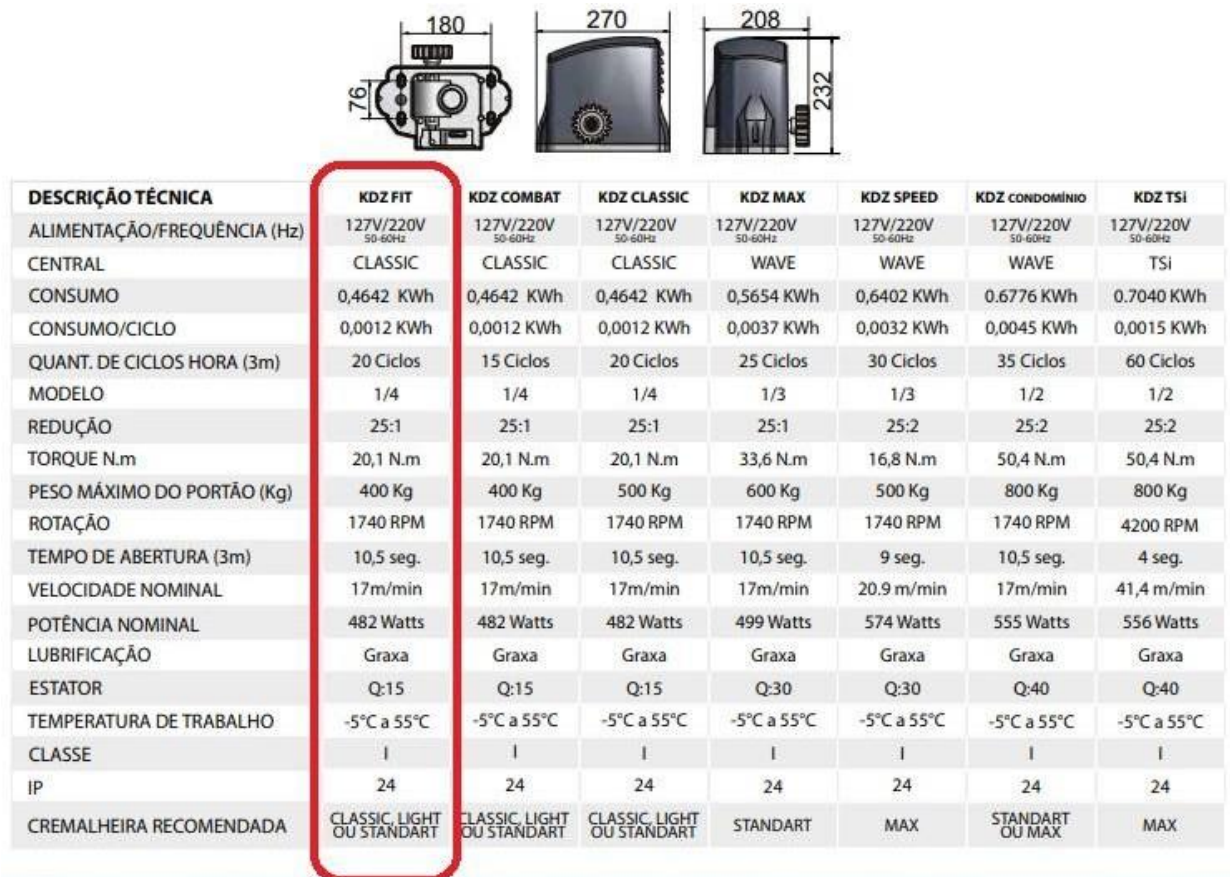 180
270
208
76
232
DESCRIÇÃO TÉCNICA KDZ FIT KDZ COMBAT KDZ CLASSIC KDZ MAX KDZ SPEED KDZ CONDOMÍNIO KDZ TSi
ALIMENTAÇÃO/FREQUÊNCIA (Hz) 127V/220V 127V/220V 127V/220V 127V/220V 127V/220V 127V/220V 127V/220V
50-60Hz 50-60Hz 50-60Hz 50-60Hz 50-60Hz 50-60Hz 50-60Hz
CENTRAL CLASSIC CLASSIC CLASSIC WAVE WAVE WAVE TSi
CONSUMO 0,4642 KWh 0,4642 KWh 0,4642 KWh 0,5654 KWh 0,6402 KWh 0.6776 KWh 0.7040 KWh
CONSUMO/CICLO 0,0012 KWh 0,0012 KWh 0,0012 KWh 0,0037 KWh 0,0032 KWh 0,0045 KWh 0,0015 KWh
QUANT. DE CICLOS HORA (3m) 20 Ciclos 15 Ciclos 20 Ciclos 25 Ciclos 30 Ciclos 35 Ciclos 60 Ciclos
MODELO 1/4 1/4 1/4 1/3 1/3 1/2 1/2
REDUÇÃO 25:1 25:1 25:1 25:1 25:2 25:2 25:2
TORQUE N.m 20,1 N.m 20,1 N.m 20,1 N.m 33,6 N.m 16,8 N.m 50,4 N.m 50,4 N.m
PESO MÁXIMO DO PORTÃO (Kg) 400 Kg 400 Kg 500 Kg 600 Kg 500 Kg 800 Kg 800 Kg
ROTAÇÃO 1740 RPM 1740 RPM 1740 RPM 1740 RPM 1740 RPM 1740 RPM 4200 RPM
TEMPO DE ABERTURA (3m) 10,5 seg. 10,5 seg. 10,5 seg. 10,5 seg. 9 seg. 10,5 seg. 4 seg.
VELOCIDADE NOMINAL 17m/min 17m/min 17m/min 17m/min 20.9 m/min 17m/min 41,4 m/min
POTÊNCIA NOMINAL 482 Watts 482 Watts 482 Watts 499 Watts 574 Watts 555 Watts 556 Watts
LUBRIFICAÇÃO Graxa Graxa Graxa Graxa Graxa Graxa Graxa
ESTATOR Q:15 Q:15 Q:15 Q:30 Q:30 Q:40 Q:40
TEMPERATURA DE TRABALHO -5°C a 55°C -5°C a 55°C -5°C a 55°C -5°C a 55°C -5°C a 55°C -5°C a 55°C -5°C a 55°C
CLASSE I I I I I I I
IP 24 24 24 24 24 24 24
CREMALHEIRA RECOMENDADA CLASSIC, LIGHT OU STANDART CLASSIC, LIGHT OU STANDART CLASSIC, LIGHT OU STANDART STANDART MAX STANDART OU MAX MAX